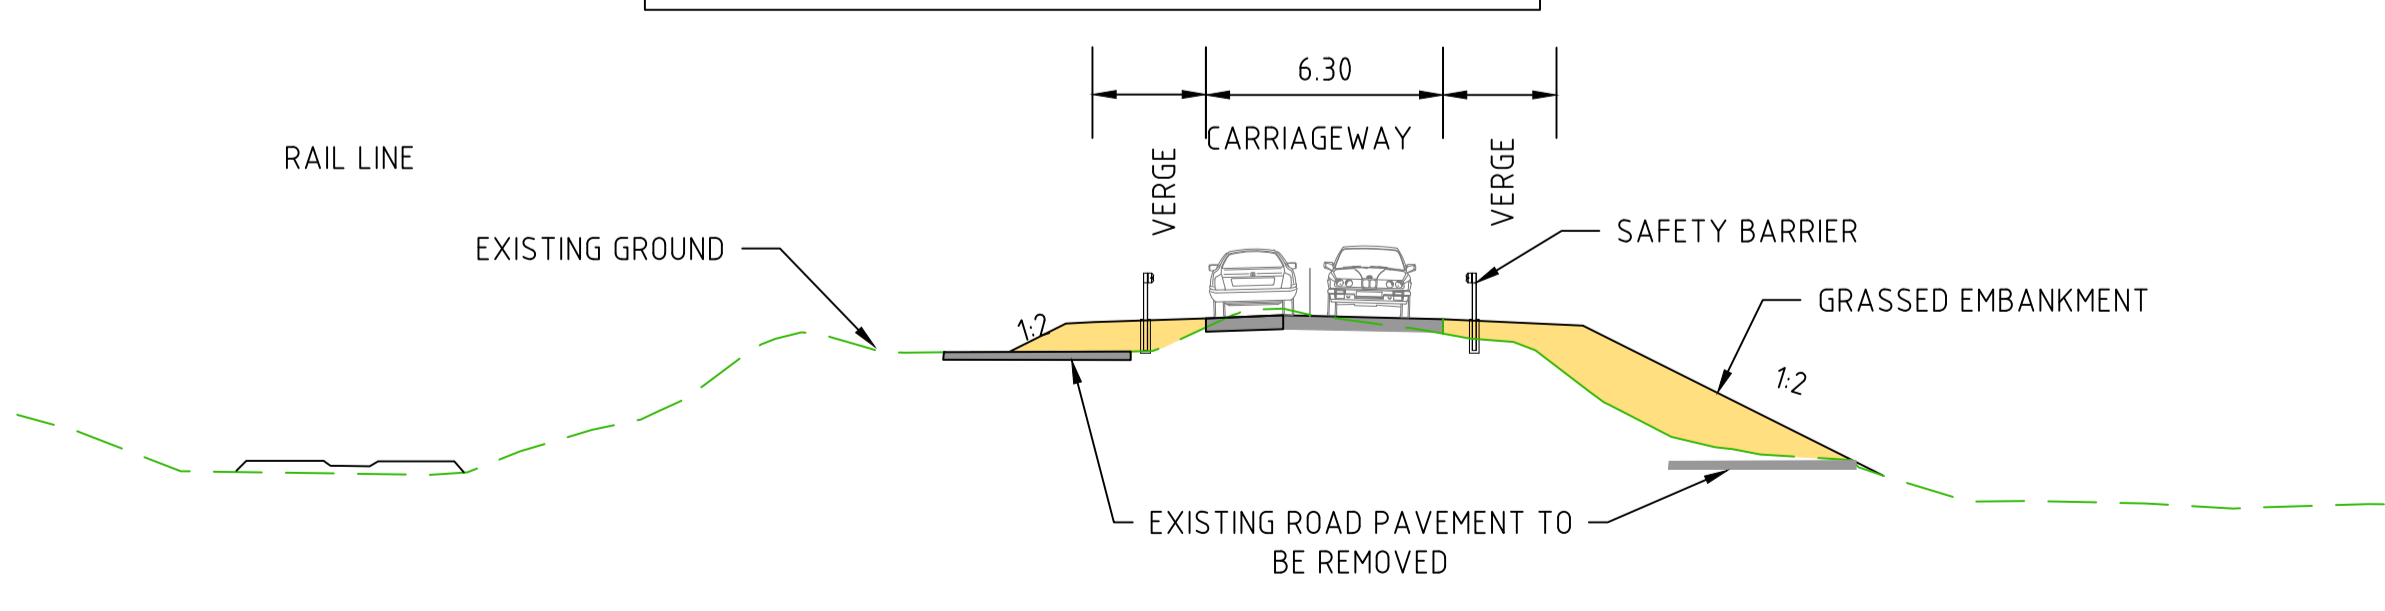 6.30
CARRIAGEWAY
RAIL LINE
VERGE
VERGE
EXISTING GROUND
SAFETY BARRIER
GRASSED EMBANKMENT
1:2
1:2
EXISTING ROAD PAVEMENT TO
BE REMOVED